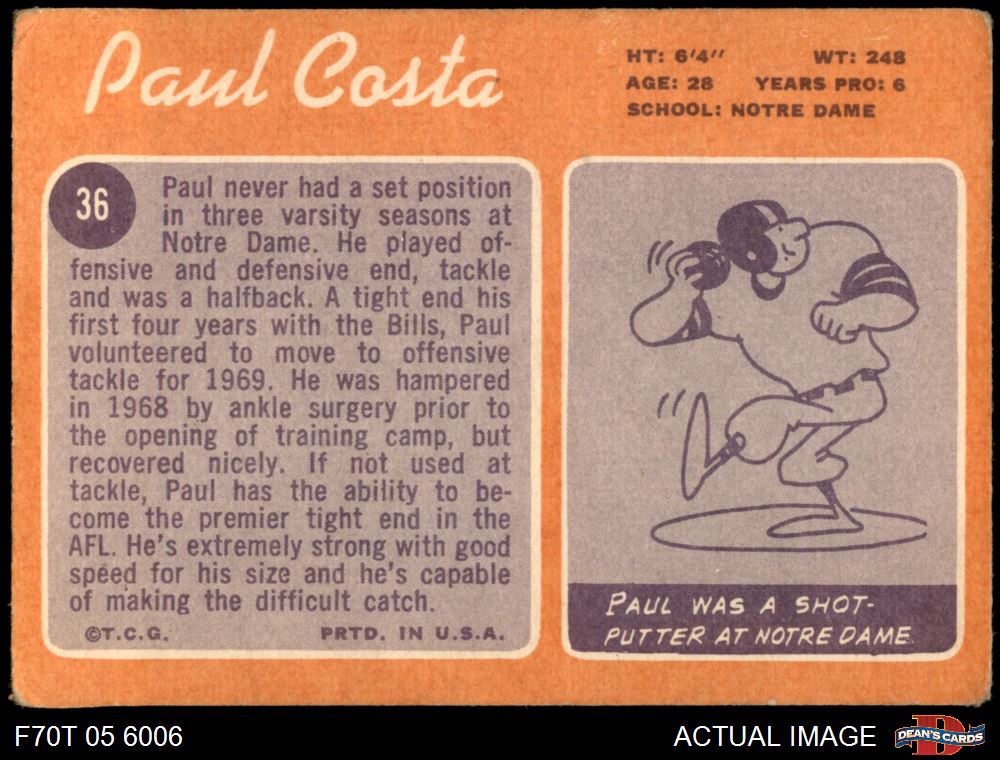 Paul Costa
HT: 6'4" WT: 248
AGE: 28 YEARS PRO: 6
SCHOOL: NOTRE DAME
36
Paul never had a set position
in three varsity seasons at
Notre Dame. He played of-
fensive and defensive end, tackle
and was a halfback. A tight end his
first four years with the Bills, Paul
volunteered to move to offensive
tackle for 1969. He was hampered
in 1968 by ankle surgery prior to
the opening of training camp, but
recovered nicely. If not used at
tackle, Paul has the ability to be-
come the premier tight end in the
AFL. He's extremely strong with good
speed for his size and he's capable
of making the difficult catch.
©T.C.G. PRTD. IN U.S.A.
PAUL WAS A SHOT-
PUTTER AT NOTRE DAME
F70T 05 6006
ACTUAL IMAGE
D
DEAN'S CARDS